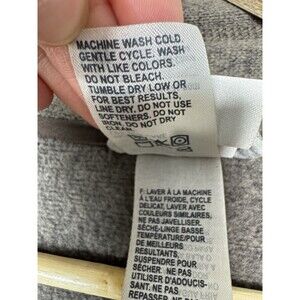 MACHINE WASH COLD
GENTLE CYCLE. WASH
WITH LIKE COLORS.
DO NOT BLEACH.
TUMBLE DRY LOW OR
FOR BEST RESULTS,
LINE DRY. DO NOT USE
SOFTENERS. DO NOT
IRON. DO NOT DRY
CLEAN.
F: LAVER À LA MACHINE
À L'EAU FROIDE, CYCLE
DÉLICAT, LAVER AVEC
COULEURS SIMILAIRES,
NE PAS JAVELLISER.
SÈCHE-LINGE BASSE
TEMPÉRATURE/POUR
DE MEILLEURS
RÉSULTATS,
SUSPENDRE POUR
SÉCHER. NE PAS
UTILISER D'ADOUCIS-
SANT. NE PAS
REPASSER. NE PAS